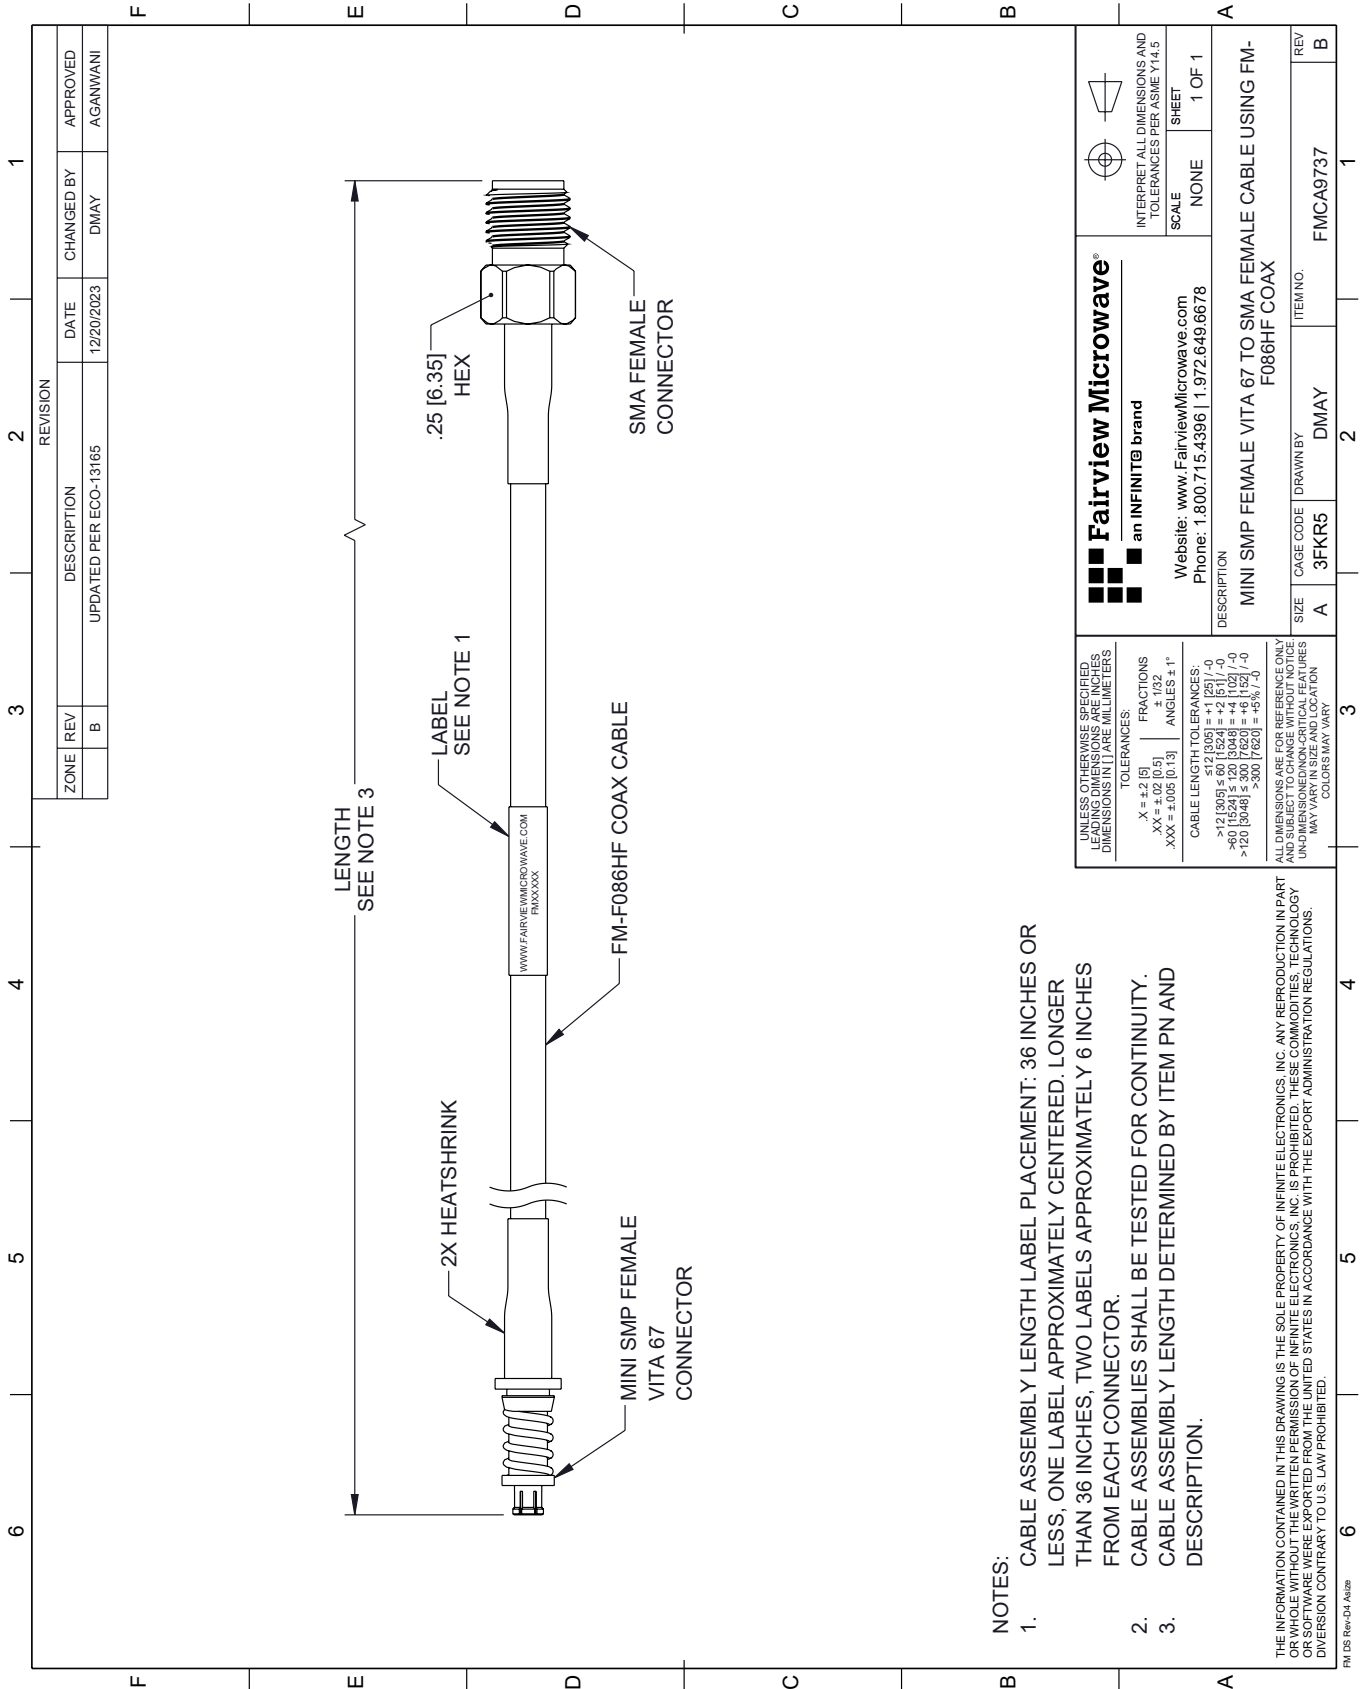 6
5
4
3
2
1
F
E
D
C
B
A
REVISION
ZONE REV DESCRIPTION DATE CHANGED BY APPROVED
B UPDATED PER ECO-13165 12/20/2023 DMAY AGANWANI
LENGTH
SEE NOTE 3
2X HEATSHRINK
LABEL
SEE NOTE 1
.25 [6.35]
HEX
WWW.FAIRVIEWMICROWAVE.COM
FMXXXXX
MINI SMP FEMALE
VITA 67
CONNECTOR
FM-F086HF COAX CABLE
SMA FEMALE
CONNECTOR
NOTES:
1. CABLE ASSEMBLY LENGTH LABEL PLACEMENT: 36 INCHES OR
LESS, ONE LABEL APPROXIMATELY CENTERED. LONGER
THAN 36 INCHES, TWO LABELS APPROXIMATELY 6 INCHES
FROM EACH CONNECTOR.
2. CABLE ASSEMBLIES SHALL BE TESTED FOR CONTINUITY.
3. CABLE ASSEMBLY LENGTH DETERMINED BY ITEM PN AND
DESCRIPTION.
THE INFORMATION CONTAINED IN THIS DRAWING IS THE SOLE PROPERTY OF INFINITE ELECTRONICS, INC. ANY REPRODUCTION IN PART
OR WHOLE WITHOUT THE WRITTEN PERMISSION OF INFINITE ELECTRONICS, INC. IS PROHIBITED. THESE COMMODITIES, TECHNOLOGY
OR SOFTWARE WERE EXPORTED FROM THE UNITED STATES IN ACCORDANCE WITH THE EXPORT ADMINISTRATION REGULATIONS.
DIVERSION CONTRARY TO U.S. LAW PROHIBITED.
UNLESS OTHERWISE SPECIFIED
LEADING DIMENSIONS ARE INCHES
DIMENSIONS IN [ ] ARE MILLIMETERS
TOLERANCES:
.X = ±.2 [5] FRACTIONS
.XX = ±.02 [0.5] ± 1/32
.XXX = ±.005 [0.13] ANGLES ± 1°
CABLE LENGTH TOLERANCES:
≤12 [305] = +1 [25] / -0
>12 [305] ≤ 60 [1524] = +2 [51] / -0
>60 [1524] ≤ 120 [3048] = +4 [102] / -0
>120 [3048] ≤ 300 [7620] = +6 [152] / -0
>300 [7620] = +5% / -0
ALL DIMENSIONS ARE FOR REFERENCE ONLY
AND SUBJECT TO CHANGE WITHOUT NOTICE.
UN-DIMENSIONED/NON-CRITICAL FEATURES
MAY VARY IN SIZE AND LOCATION
COLORS MAY VARY
Fairview Microwave®
an INFINIT@ brand
Website: www.FairviewMicrowave.com
Phone: 1.800.715.4396 | 1.972.649.6678
INTERPRET ALL DIMENSIONS AND
TOLERANCES PER ASME Y14.5
SCALE NONE
SHEET 1 OF 1
DESCRIPTION
MINI SMP FEMALE VITA 67 TO SMA FEMALE CABLE USING FM-
F086HF COAX
SIZE A
CAGE CODE 3FKR5
DRAWN BY DMAY
ITEM NO. FMCA9737
REV B
F
E
D
C
B
A
6
5
4
3
2
1
FM DS Rev-D4 Asize